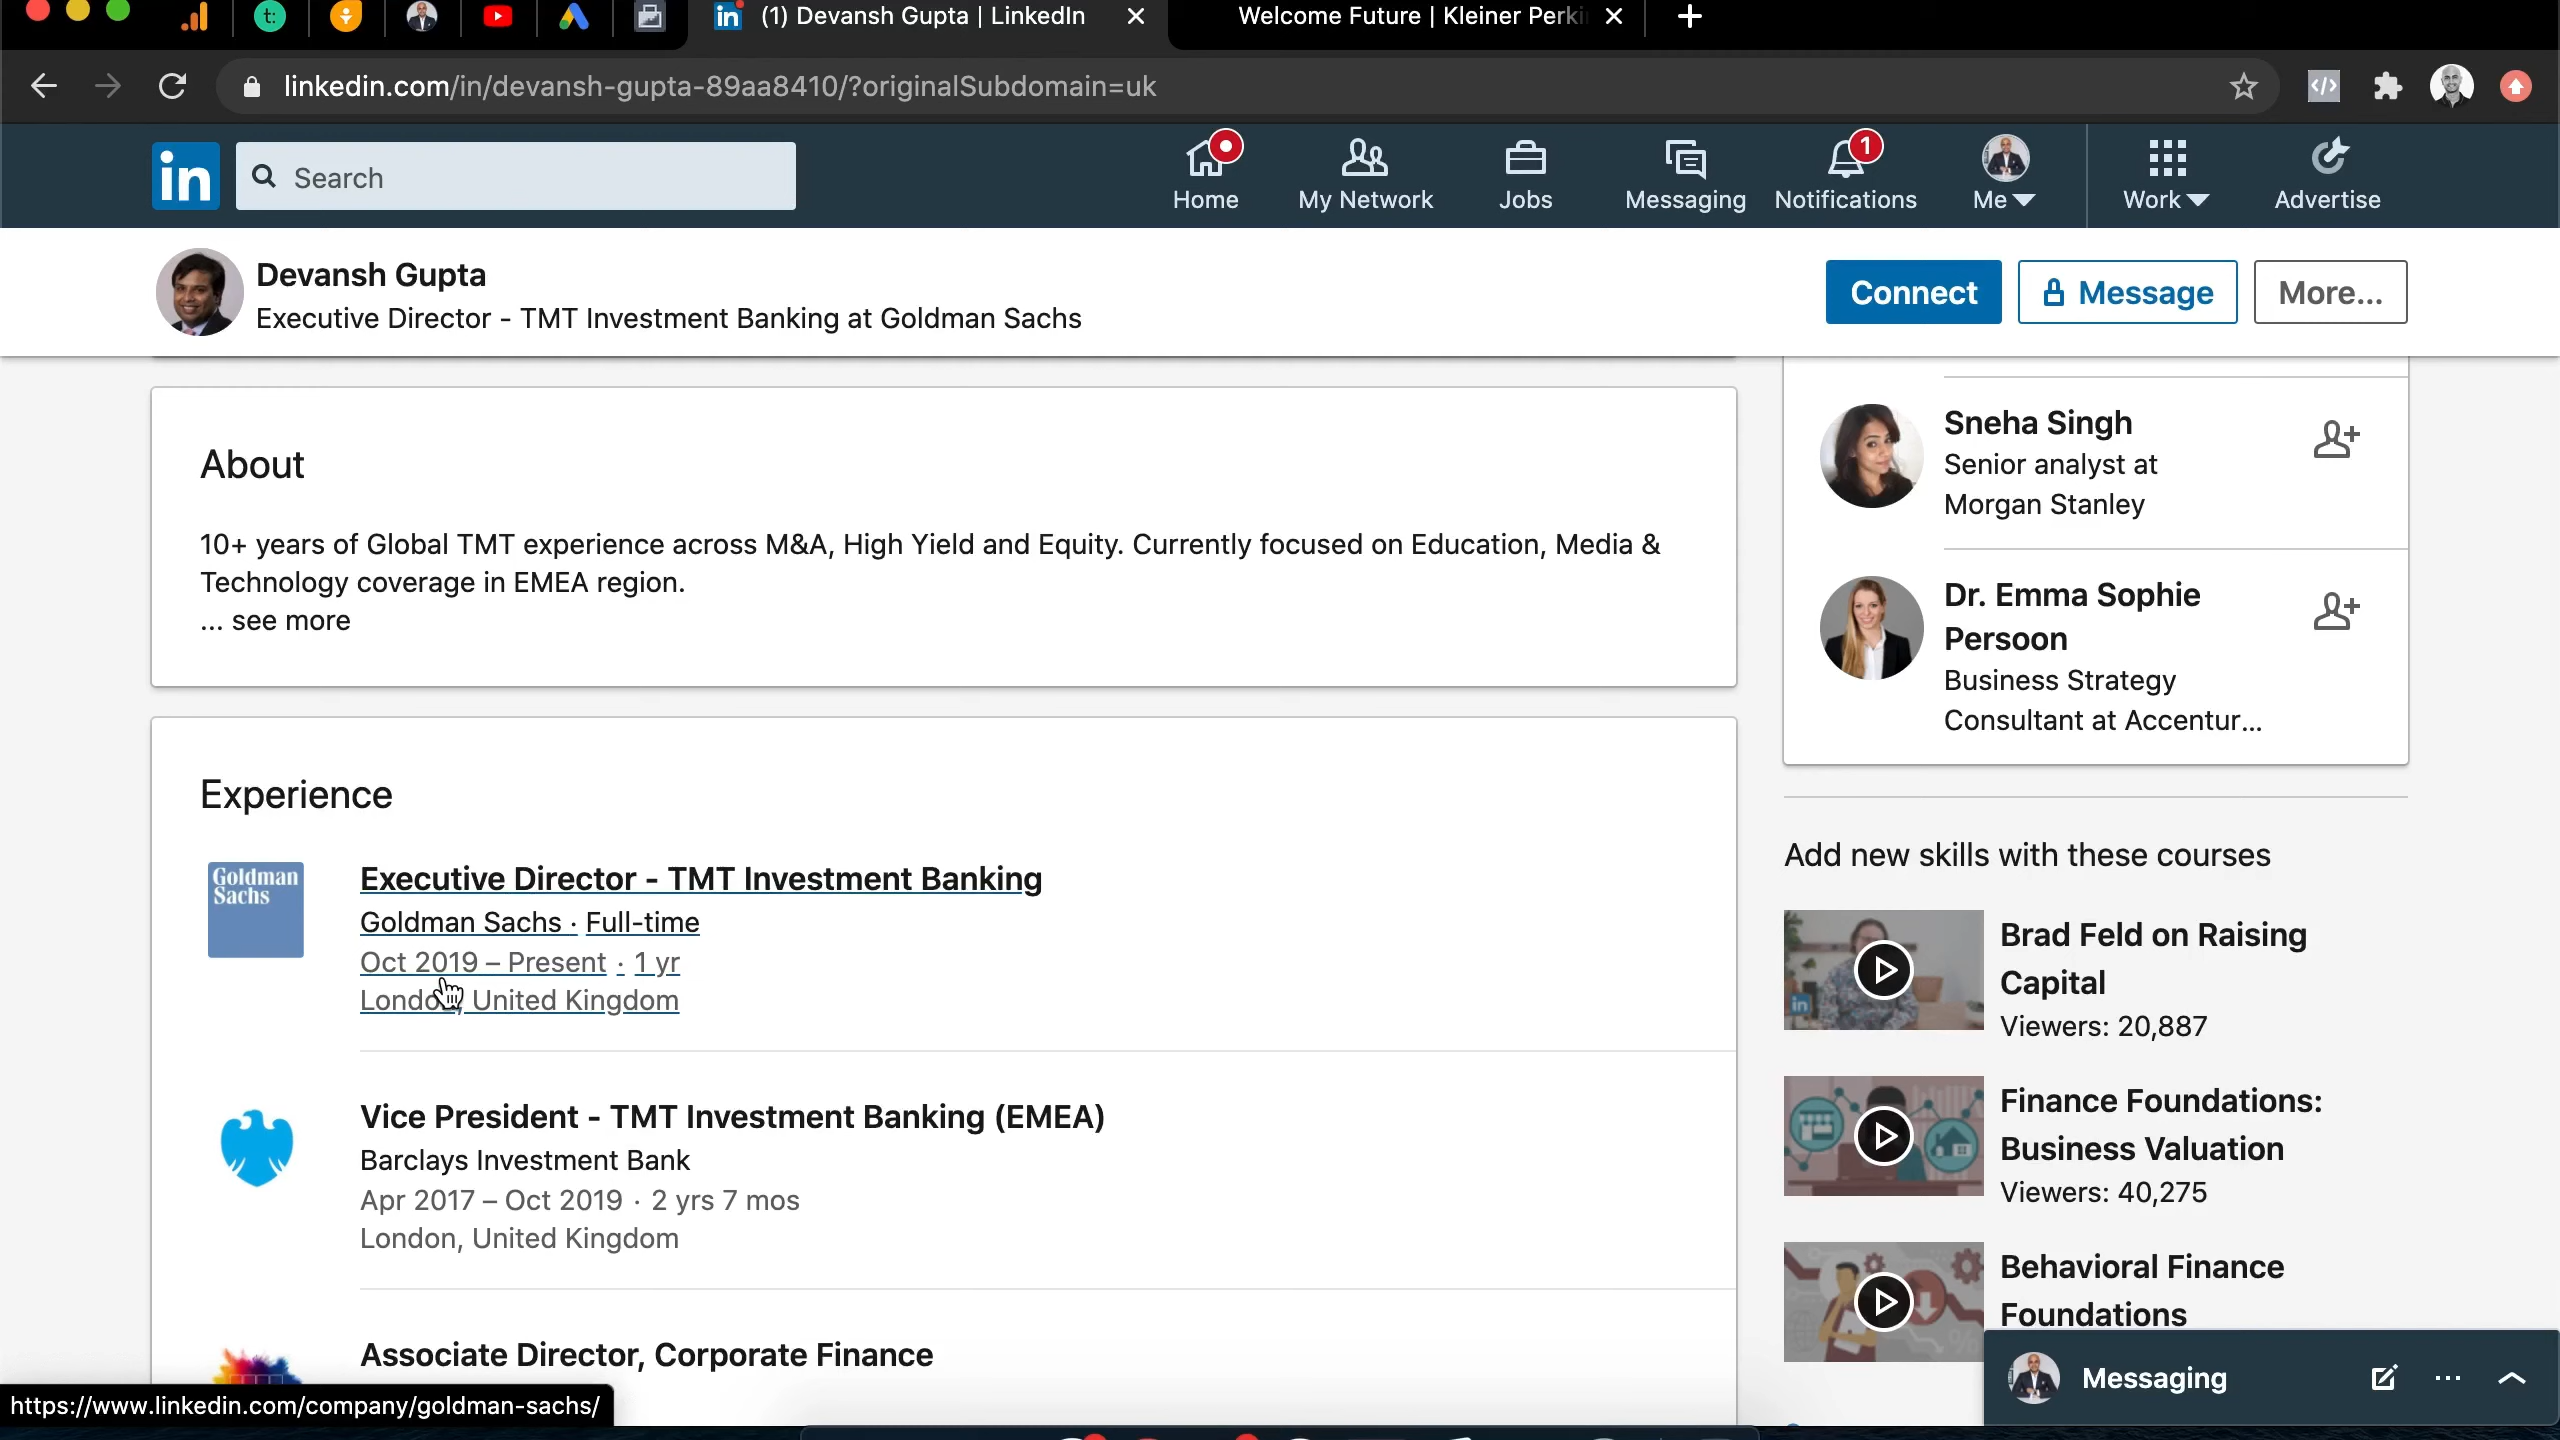 t:
(1) Devansh Gupta | LinkedIn
Welcome Future | Kleiner Perki
linkedin.com/in/devansh-gupta-89aa8410/?originalSubdomain=uk
in
Search
Home
My Network
Jobs
Messaging
1
Notifications
Me
Work
Advertise
Devansh Gupta
Executive Director - TMT Investment Banking at Goldman Sachs
Connect
Message
More...
About
10+ years of Global TMT experience across M&A, High Yield and Equity. Currently focused on Education, Media &
Technology coverage in EMEA region.
... see more
Experience
Goldman
Sachs
Executive Director - TMT Investment Banking
Goldman Sachs · Full-time
Oct 2019 – Present · 1 yr
London, United Kingdom
Vice President - TMT Investment Banking (EMEA)
Barclays Investment Bank
Apr 2017 – Oct 2019 · 2 yrs 7 mos
London, United Kingdom
Associate Director, Corporate Finance
Sneha Singh
Senior analyst at
Morgan Stanley
Dr. Emma Sophie
Persoon
Business Strategy
Consultant at Accentur...
Add new skills with these courses
in
Brad Feld on Raising
Capital
Viewers: 20,887
Finance Foundations:
Business Valuation
Viewers: 40,275
Behavioral Finance
Foundations
Messaging
https://www.linkedin.com/company/goldman-sachs/